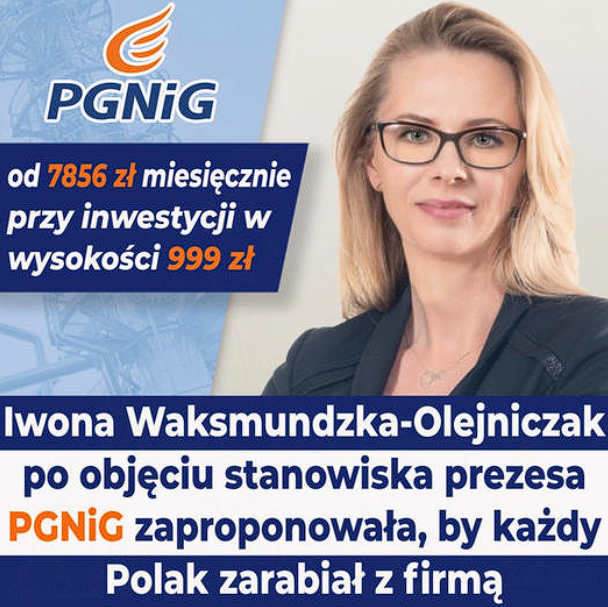 PGNiG
od 7856 zł miesięcznie
przy inwestycji w
wysokości 999 zł
Iwona Waksmundzka-Olejniczak
po objęciu stanowiska prezesa
PGNiG zaproponowała, by każdy
Polak zarabiał z firmą